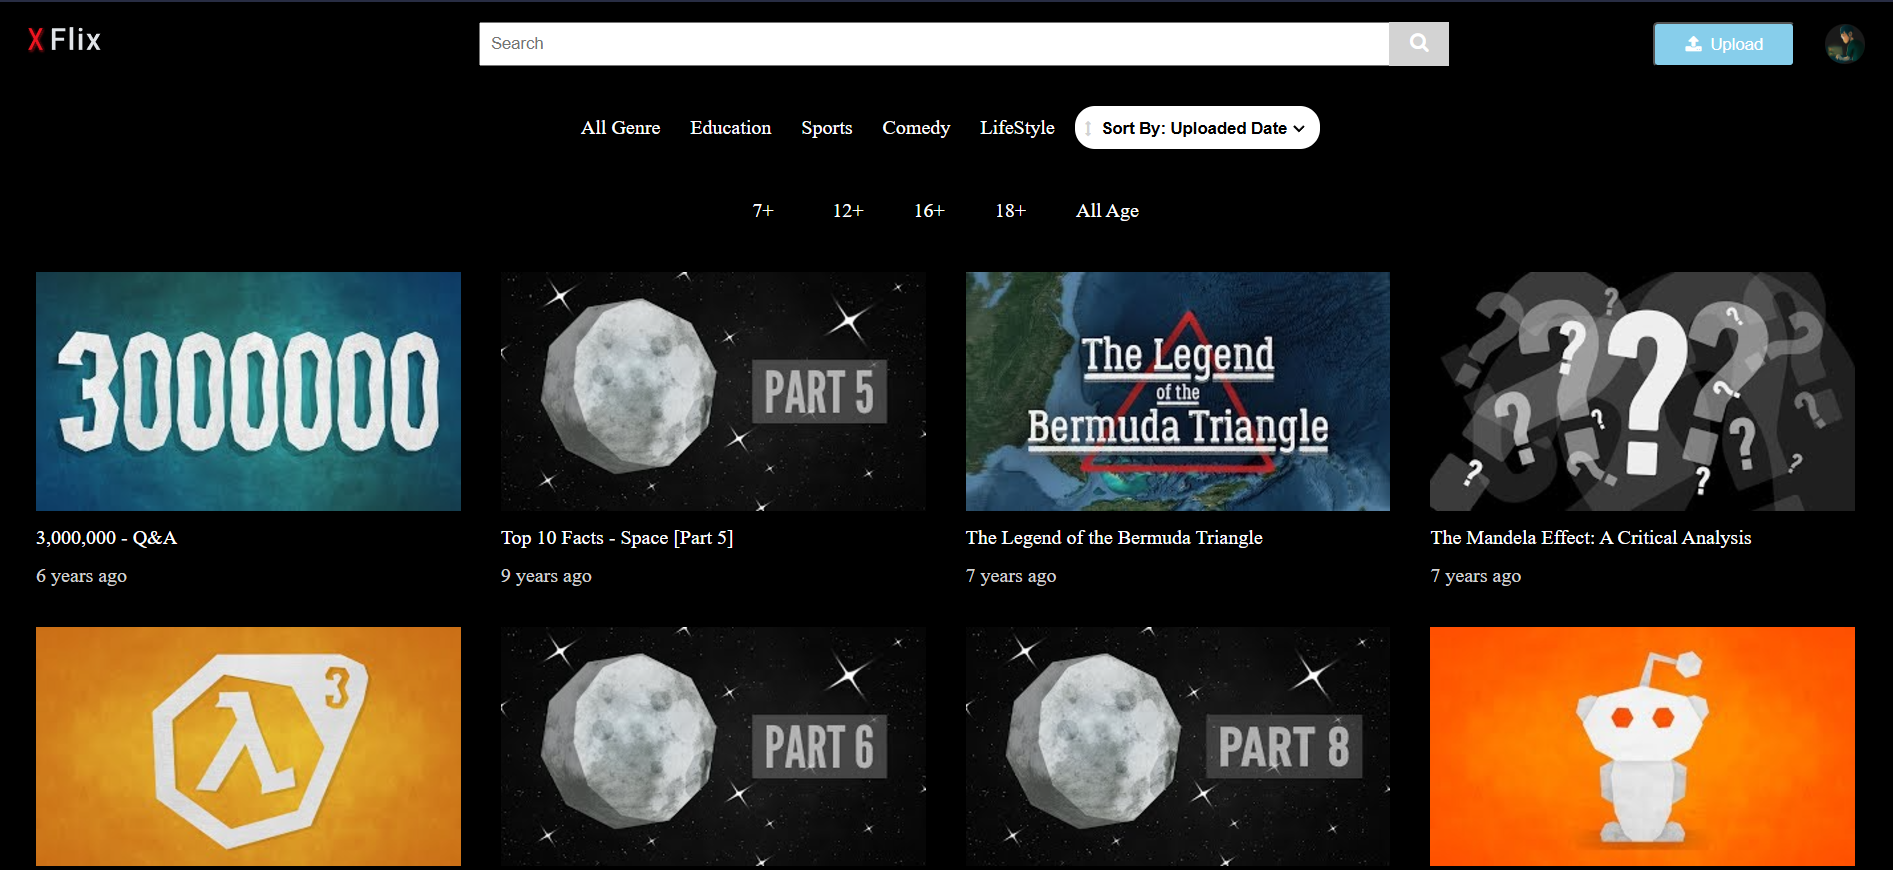 X Flix
Search
Upload
All Genre Education Sports Comedy LifeStyle Sort By: Uploaded Date
7+ 12+ 16+ 18+ All Age
3000000
PART 5
The Legend
of the
Bermuda Triangle
? ? ? ? ? ? ? ? ? ? ? ? ? ? ? ?
3,000,000 - Q&A
Top 10 Facts - Space [Part 5]
The Legend of the Bermuda Triangle
The Mandela Effect: A Critical Analysis
6 years ago
9 years ago
7 years ago
7 years ago
λ3
PART 6
PART 8